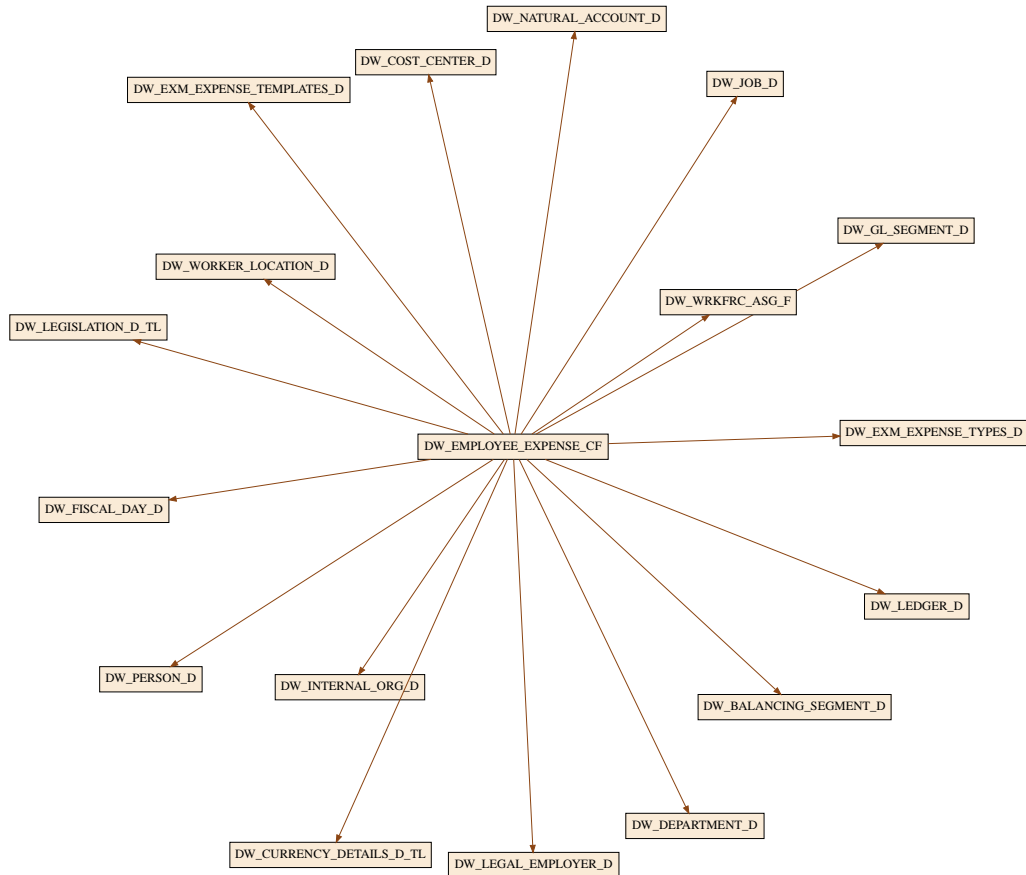 DW_NATURAL_ACCOUNT_D
DW_COST_CENTER_D
DW_JOB_D
DW_EXM_EXPENSE_TEMPLATES_D
DW_GL_SEGMENT_D
DW_WORKER_LOCATION_D
DW_WRKFRC_ASG_F
DW_LEGISLATION_D_TL
DW_EXM_EXPENSE_TYPES_D
DW_EMPLOYEE_EXPENSE_CF
DW_FISCAL_DAY_D
DW_LEDGER_D
DW_PERSON_D
DW_INTERNAL_ORG_D
DW_BALANCING_SEGMENT_D
DW_DEPARTMENT_D
DW_CURRENCY_DETAILS_D_TL
DW_LEGAL_EMPLOYER_D